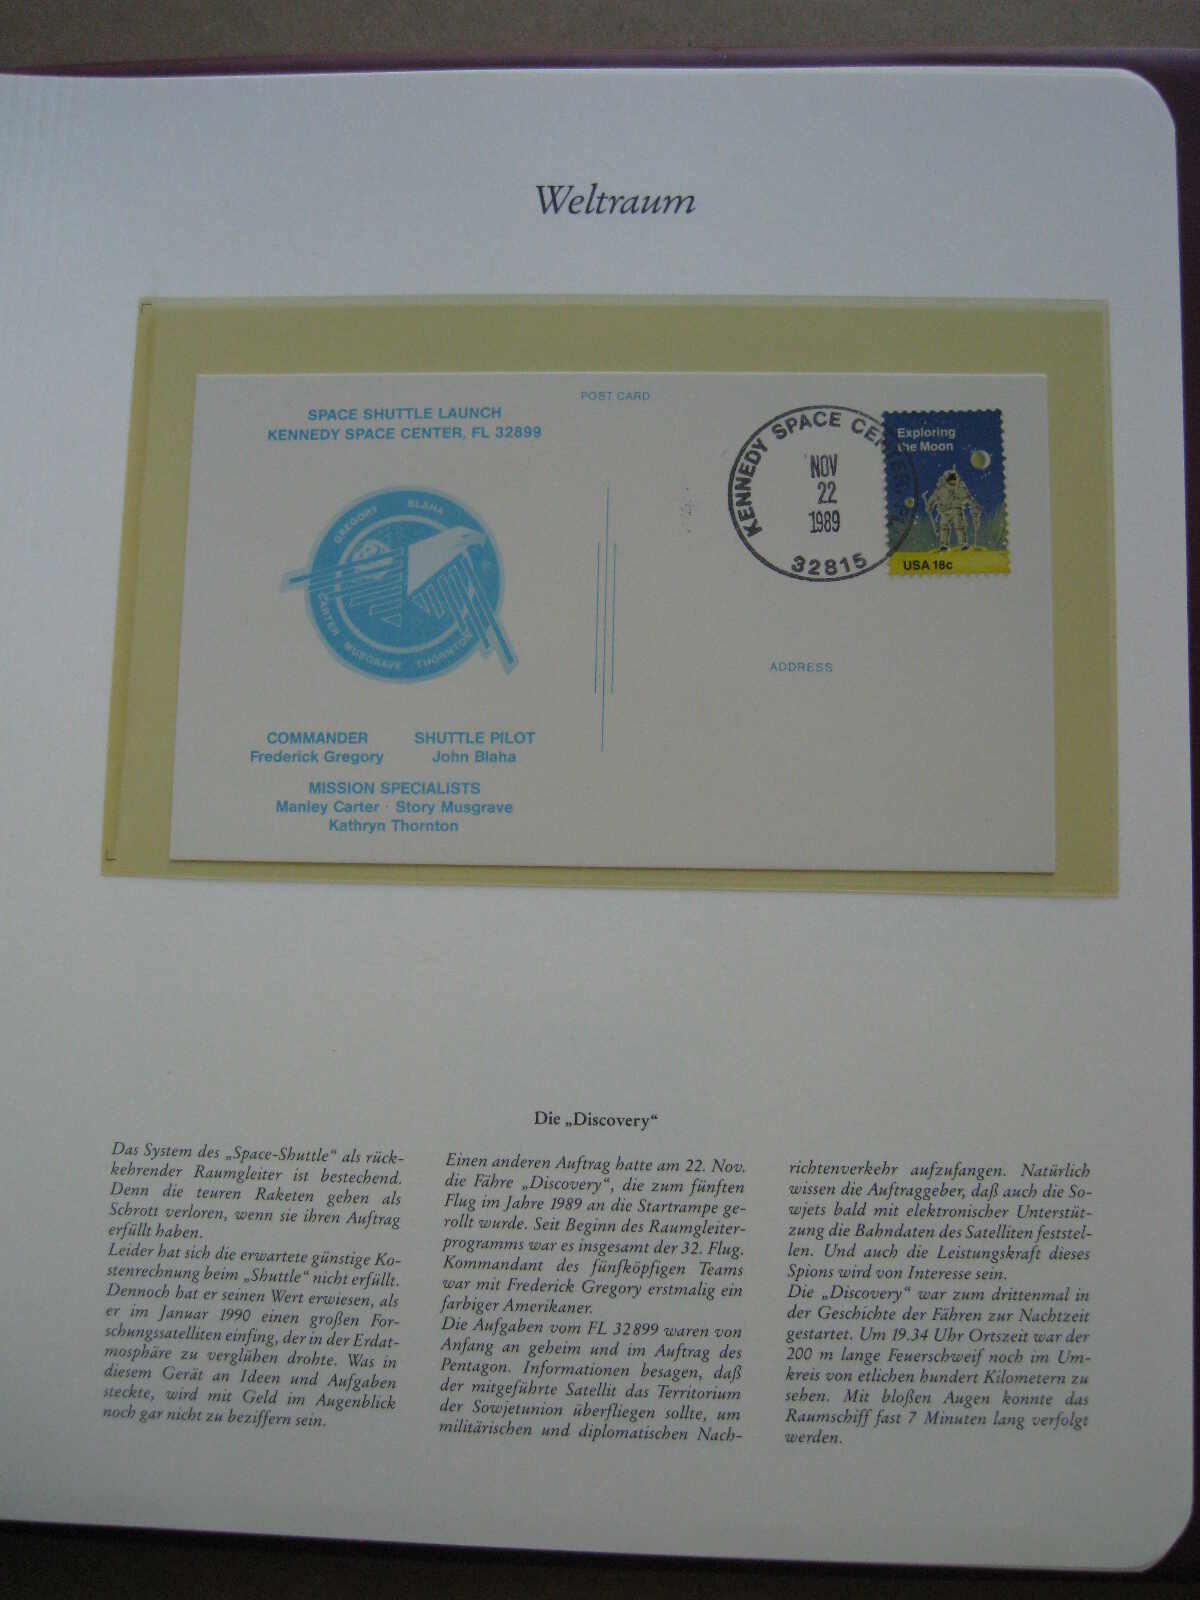 Weltraum
POST CARD
SPACE SHUTTLE LAUNCH
KENNEDY SPACE CENTER, FL 32899
GREGORY BLAHA
CARTER MUSGRAVE THORNTON
COMMANDER SHUTTLE PILOT
Frederick Gregory John Blaha
MISSION SPECIALISTS
Manley Carter · Story Musgrave
Kathryn Thornton
KENNEDY SPACE CENTER, FL
NOV
22
1989
32815
Exploring
the Moon
USA 18c
ADDRESS
Die „Discovery“
Das System des „Space-Shuttle“ als rück-
kehrender Raumgleiter ist bestechend.
Denn die teuren Raketen gehen als
Schrott verloren, wenn sie ihren Auftrag
erfüllt haben.
Leider hat sich die erwartete günstige Ko-
stenrechnung beim „Shuttle“ nicht erfüllt.
Dennoch hat er seinen Wert erwiesen, als
er im Januar 1990 einen großen For-
schungssatelliten einfing, der in der Erdat-
mosphäre zu verglühen drohte. Was in
diesem Gerät an Ideen und Aufgaben
steckte, wird mit Geld im Augenblick
noch gar nicht zu beziffern sein.
Einen anderen Auftrag hatte am 22. Nov.
die Fähre „Discovery“, die zum fünften
Flug im Jahre 1989 an die Startrampe ge-
rollt wurde. Seit Beginn des Raumgleiter-
programms war es insgesamt der 32. Flug.
Kommandant des fünfköpfigen Teams
war mit Frederick Gregory erstmalig ein
farbiger Amerikaner.
Die Aufgaben vom FL 32899 waren von
Anfang an geheim und im Auftrag des
Pentagon. Informationen besagen, daß
der mitgeführte Satellit das Territorium
der Sowjetunion überfliegen sollte, um
militärischen und diplomatischen Nach-
richtenverkehr aufzufangen. Natürlich
wissen die Auftraggeber, daß auch die So-
wjets bald mit elektronischer Unterstüt-
zung die Bahndaten des Satelliten feststel-
len. Und auch die Leistungskraft dieses
Spions wird von Interesse sein.
Die „Discovery“ war zum drittenmal in
der Geschichte der Fähren zur Nachtzeit
gestartet. Um 19.34 Uhr Ortszeit war der
200 m lange Feuerschweif noch im Um-
kreis von etlichen hundert Kilometern zu
sehen. Mit bloßen Augen konnte das
Raumschiff fast 7 Minuten lang verfolgt
werden.